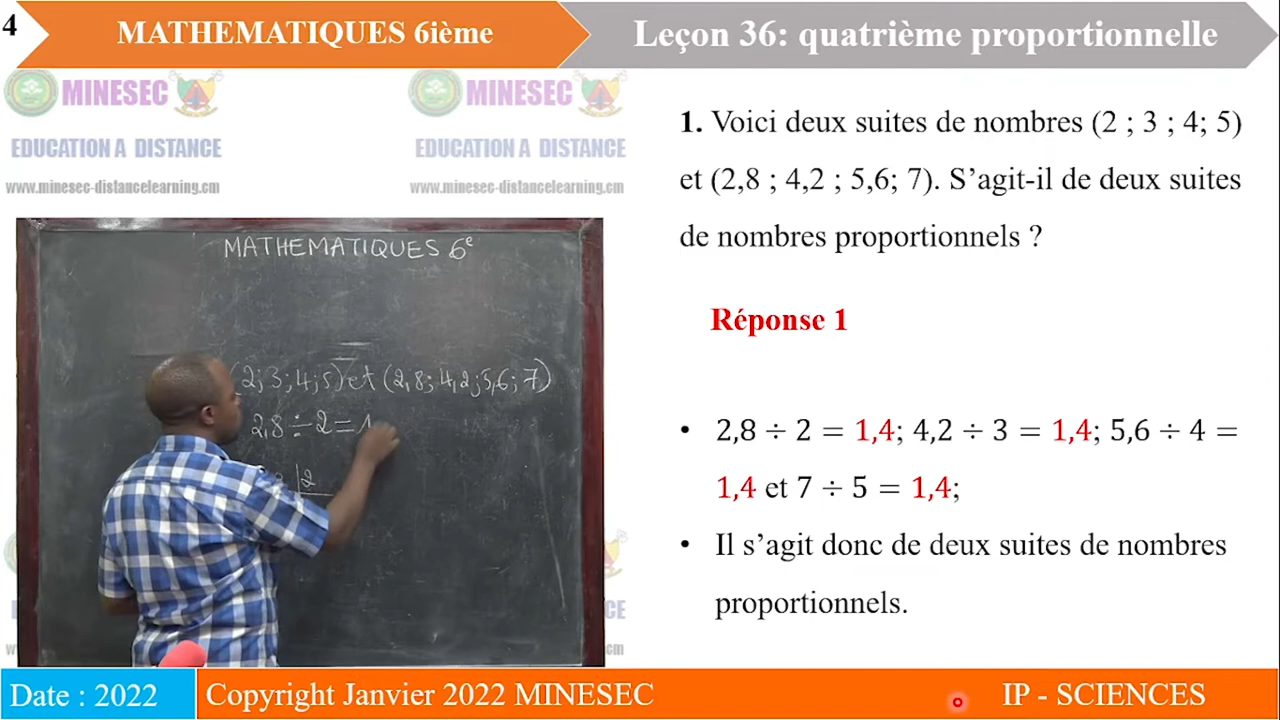 4
MATHEMATIQUES 6ième
Leçon 36: quatrième proportionnelle
MINESEC
MINESEC
EDUCATION A DISTANCE
EDUCATION A DISTANCE
www.minesec-distancelearning.cm
www.minesec-distancelearning.cm
MATHEMATIQUES 6e
(2;3;4;5) et (2,8; 4,2;5,6; 7)
2,8 ÷ 2 = 1
2
1. Voici deux suites de nombres (2 ; 3 ; 4; 5)
et (2,8 ; 4,2 ; 5,6; 7). S’agit-il de deux suites
de nombres proportionnels ?
Réponse 1
• 2,8 ÷ 2 = 1,4; 4,2 ÷ 3 = 1,4; 5,6 ÷ 4 =
1,4 et 7 ÷ 5 = 1,4;
• Il s’agit donc de deux suites de nombres
proportionnels.
Date : 2022
Copyright Janvier 2022 MINESEC
IP - SCIENCES